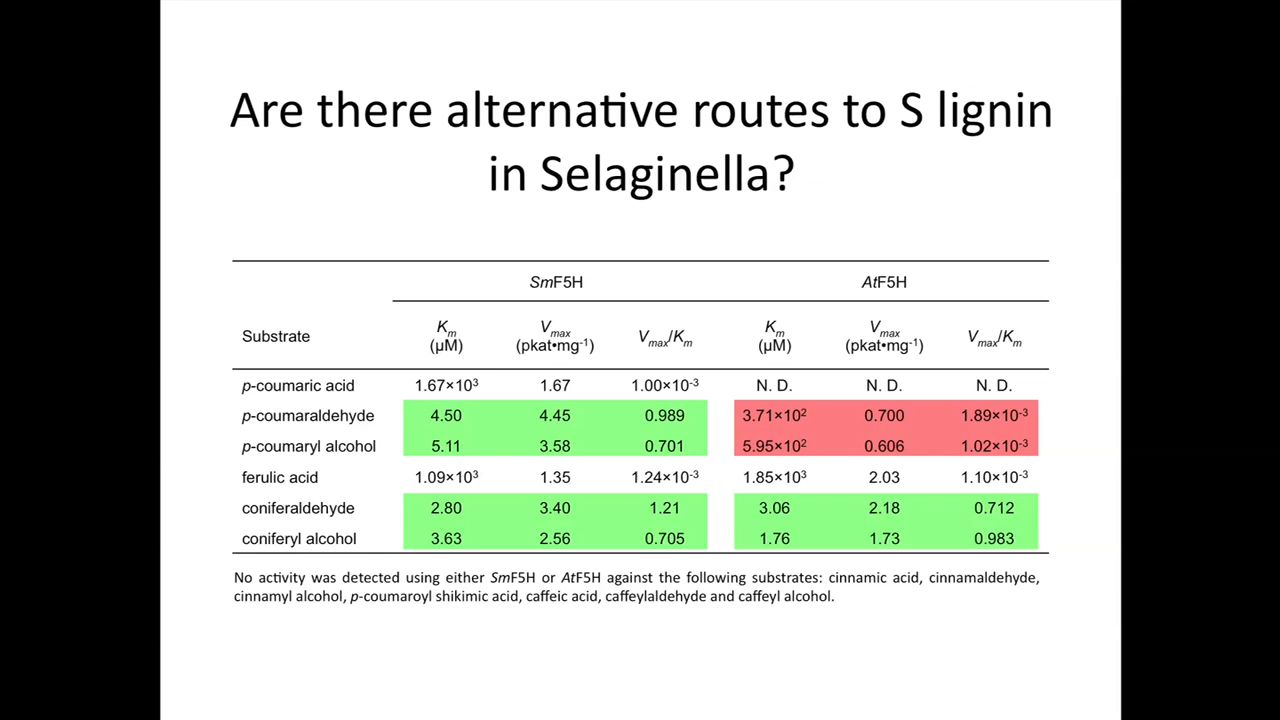 Are there alternative routes to S lignin
in Selaginella?
SmF5H AtF5H
Substrate Km (µM) Vmax (pkat•mg-1) Vmax/Km Km (µM) Vmax (pkat•mg-1) Vmax/Km
p-coumaric acid 1.67×10³ 1.67 1.00×10-³ N. D. N. D. N. D.
p-coumaraldehyde 4.50 4.45 0.989 3.71×10² 0.700 1.89×10-³
p-coumaryl alcohol 5.11 3.58 0.701 5.95×10² 0.606 1.02×10-³
ferulic acid 1.09×10³ 1.35 1.24×10-³ 1.85×10³ 2.03 1.10×10-³
coniferaldehyde 2.80 3.40 1.21 3.06 2.18 0.712
coniferyl alcohol 3.63 2.56 0.705 1.76 1.73 0.983
No activity was detected using either SmF5H or AtF5H against the following substrates: cinnamic acid, cinnamaldehyde,
cinnamyl alcohol, p-coumaroyl shikimic acid, caffeic acid, caffeylaldehyde and caffeyl alcohol.